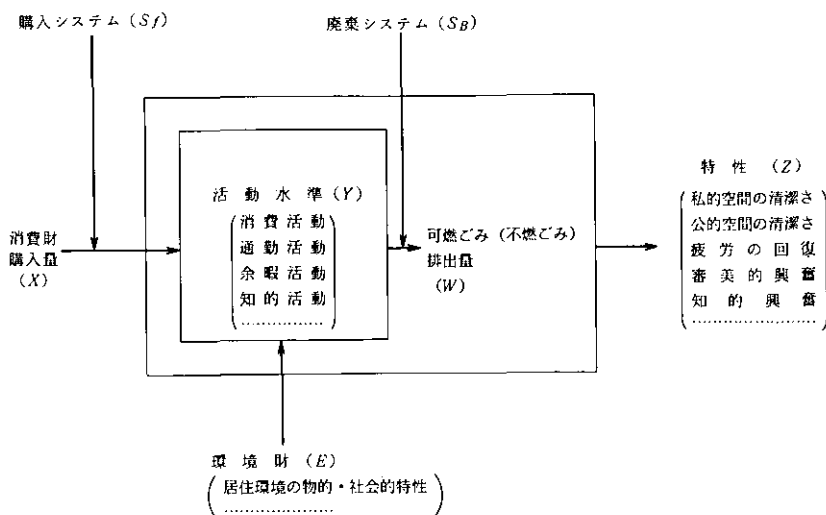 購入システム（Sf）
廃棄システム（SB）
特性（Z）
私的空間の清潔さ
公的空間の清潔さ
疲労の回復
審美的興奮
知的興奮
………………
活動水準（Y）
消費活動
通勤活動
余暇活動
知的活動
………………
消費財
購入量
（X）
可燃ごみ（不燃ごみ）
排出量
（W）
環境財（E）
居住環境の物的・社会的特性
………………